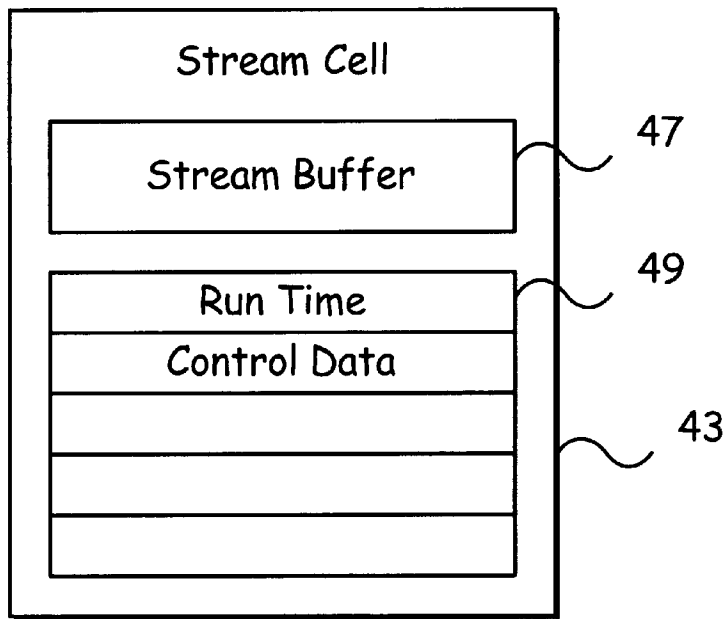 Stream Cell
Stream Buffer
47
Run Time
49
Control Data
43